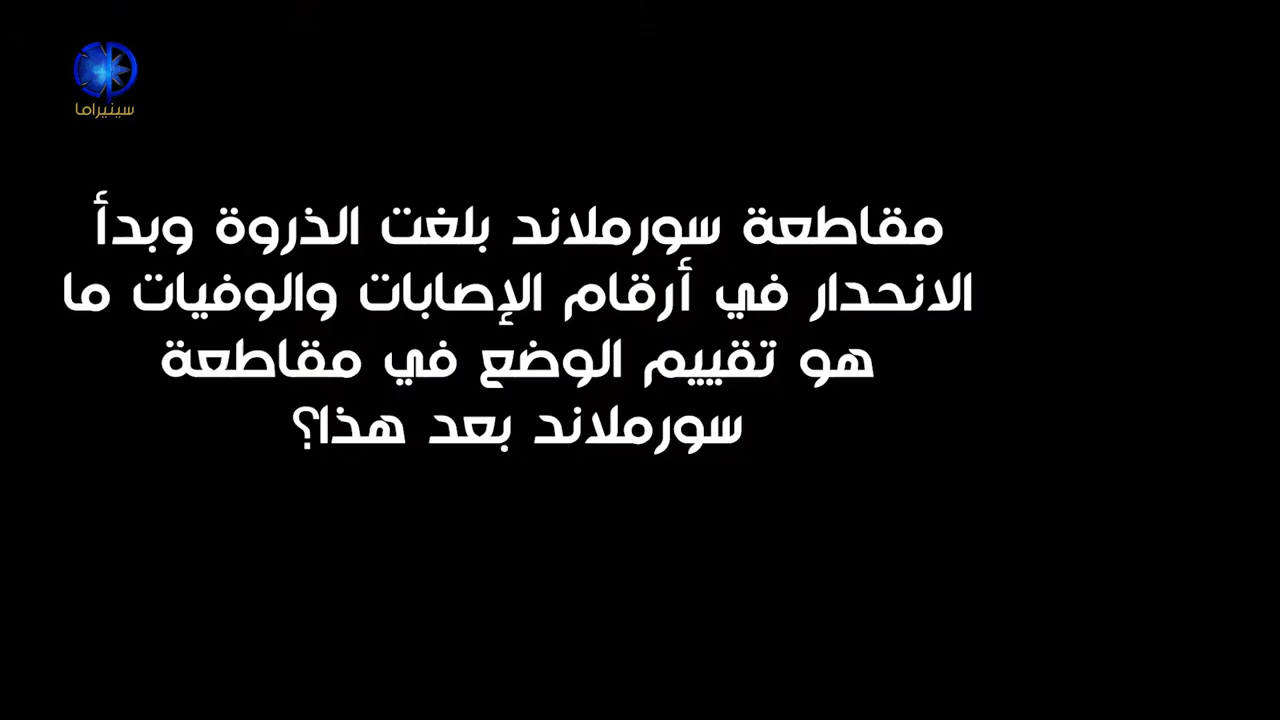 سينيراما
مقاطعة سورملاند بلغت الذروة وبدأ
الانحدار في أرقام الإصابات والوفيات ما
هو تقييم الوضع في مقاطعة
سورملاند بعد هذا؟